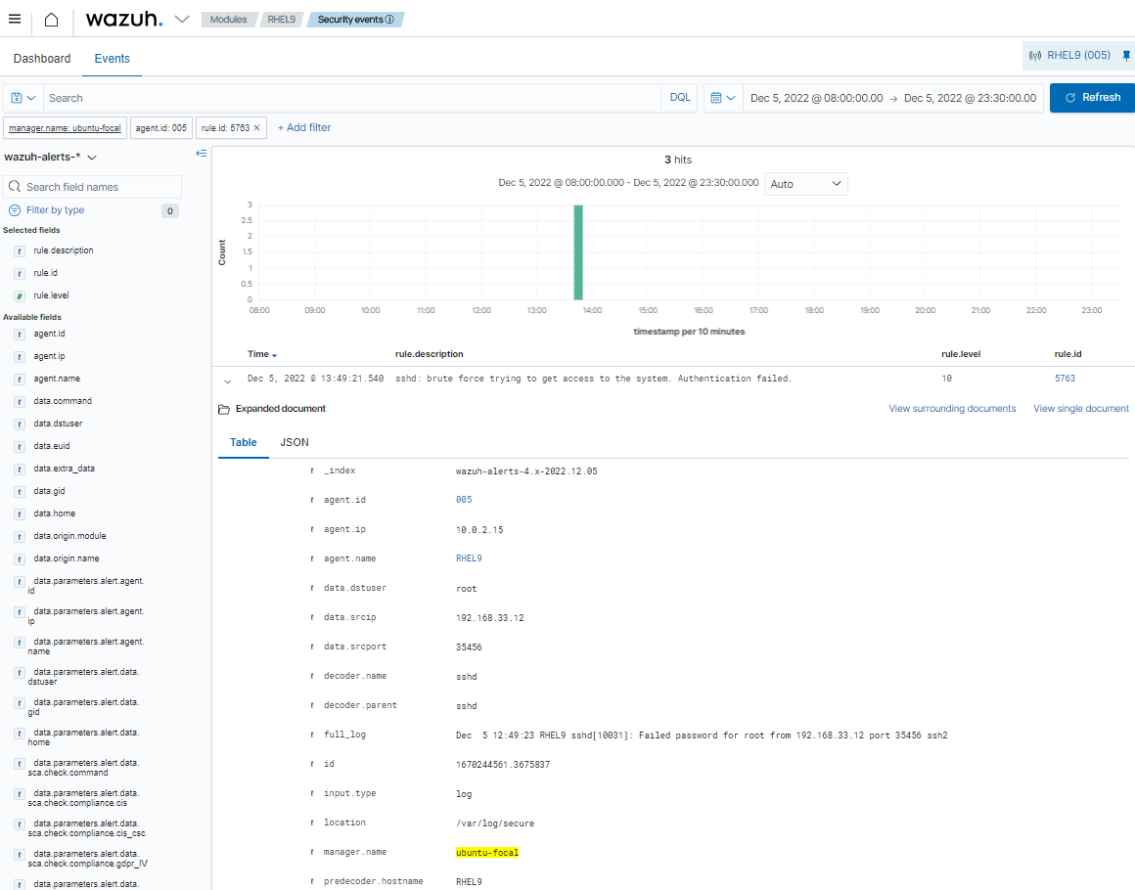 wazuh. Modules RHEL9 Security events
Dashboard Events RHEL9 (005)
Search DQL Dec 5, 2022 @ 08:00:00.00 → Dec 5, 2022 @ 23:30:00.00 Refresh
manager.name: ubuntu-focal agent.id: 005 rule.id: 5763 × + Add filter
wazuh-alerts-*
Search field names
Filter by type 0
Selected fields
t rule.description
t rule.id
# rule.level
Available fields
t agent.id
t agent.ip
t agent.name
t data.command
t data.dstuser
t data.euid
t data.extra_data
t data.gid
t data.home
t data.origin.module
t data.origin.name
t data.parameters.alert.agent.
id
t data.parameters.alert.agent.
ip
t data.parameters.alert.agent.
name
t data.parameters.alert.data.
dstuser
t data.parameters.alert.data.
gid
t data.parameters.alert.data.
home
t data.parameters.alert.data.
sca.check.command
t data.parameters.alert.data.
sca.check.compliance.cis
t data.parameters.alert.data.
sca.check.compliance.cis_csc
t data.parameters.alert.data.
sca.check.compliance.gdpr_IV
t data.parameters.alert.data.
3 hits
Dec 5, 2022 @ 08:00:00.000 - Dec 5, 2022 @ 23:30:00.000 Auto
Count
3
2.5
2
1.5
1
0.5
0
08:00 09:00 10:00 11:00 12:00 13:00 14:00 15:00 16:00 17:00 18:00 19:00 20:00 21:00 22:00 23:00
timestamp per 10 minutes
Time rule.description rule.level rule.id
Dec 5, 2022 @ 13:49:21.540 sshd: brute force trying to get access to the system. Authentication failed. 10 5763
Expanded document View surrounding documents View single document
Table JSON
t _index wazuh-alerts-4.x-2022.12.05
t agent.id 005
t agent.ip 10.0.2.15
t agent.name RHEL9
t data.dstuser root
t data.srcip 192.168.33.12
t data.srcport 35456
t decoder.name sshd
t decoder.parent sshd
t full_log Dec  5 12:49:23 RHEL9 sshd[10031]: Failed password for root from 192.168.33.12 port 35456 ssh2
t id 1670244561.3675837
t input.type log
t location /var/log/secure
t manager.name ubuntu-focal
t predecoder.hostname RHEL9